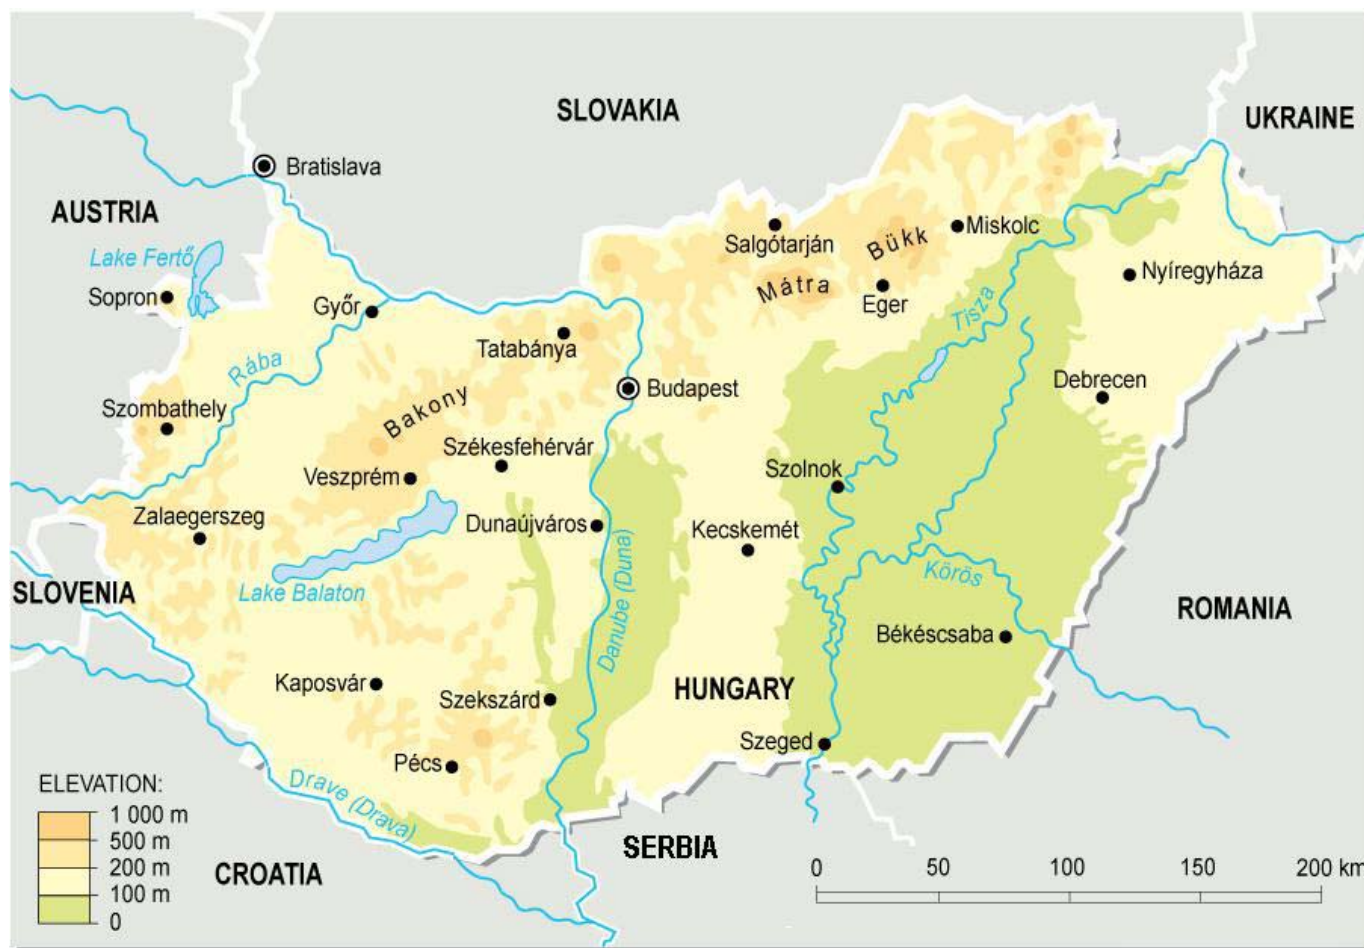 SLOVAKIA
UKRAINE
Bratislava
AUSTRIA
Lake Fertő
Sopron
Győr
Salgótarján
Bükk
Miskolc
Mátra
Eger
Nyíregyháza
Tisza
Rába
Tatabánya
Budapest
Debrecen
Szombathely
Bakony
Székesfehérvár
Veszprém
Szolnok
Zalaegerszeg
Dunaújváros
Kecskemét
Danube (Duna)
Körös
SLOVENIA
Lake Balaton
ROMANIA
Békéscsaba
Kaposvár
Szekszárd
HUNGARY
Szeged
Pécs
Drave (Drava)
ELEVATION:
1 000 m
500 m
200 m
100 m
0
CROATIA
SERBIA
0 50 100 150 200 km